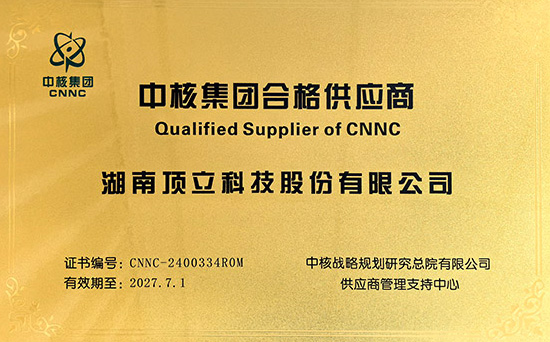 中核集团
CNNC
中核集团合格供应商
Qualified Supplier of CNNC
湖南顶立科技股份有限公司
证书编号：CNNC-2400334ROM
有效期至：2027.7.1
中核战略规划研究总院有限公司
供应商管理支持中心